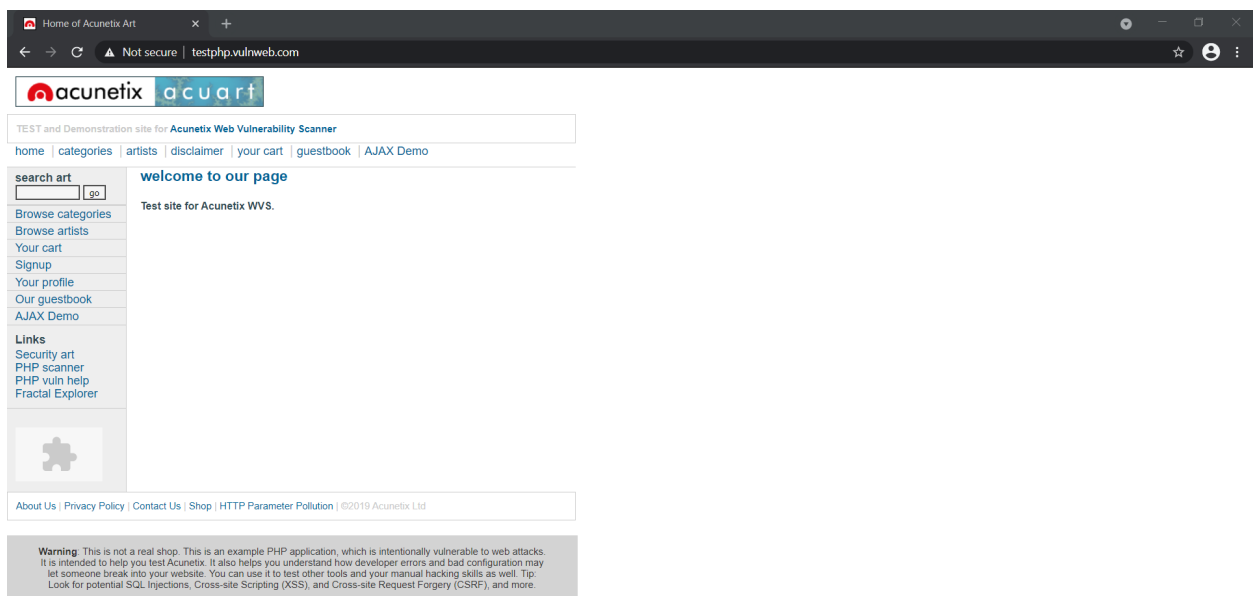 Home of Acunetix Art
Not secure | testphp.vulnweb.com
acunetix acuart
TEST and Demonstration site for Acunetix Web Vulnerability Scanner
home | categories | artists | disclaimer | your cart | guestbook | AJAX Demo
search art
go
Browse categories
Browse artists
Your cart
Signup
Your profile
Our guestbook
AJAX Demo
Links
Security art
PHP scanner
PHP vuln help
Fractal Explorer
welcome to our page
Test site for Acunetix WVS.
About Us | Privacy Policy | Contact Us | Shop | HTTP Parameter Pollution | ©2019 Acunetix Ltd
Warning: This is not a real shop. This is an example PHP application, which is intentionally vulnerable to web attacks.
It is intended to help you test Acunetix. It also helps you understand how developer errors and bad configuration may
let someone break into your website. You can use it to test other tools and your manual hacking skills as well. Tip:
Look for potential SQL Injections, Cross-site Scripting (XSS), and Cross-site Request Forgery (CSRF), and more.